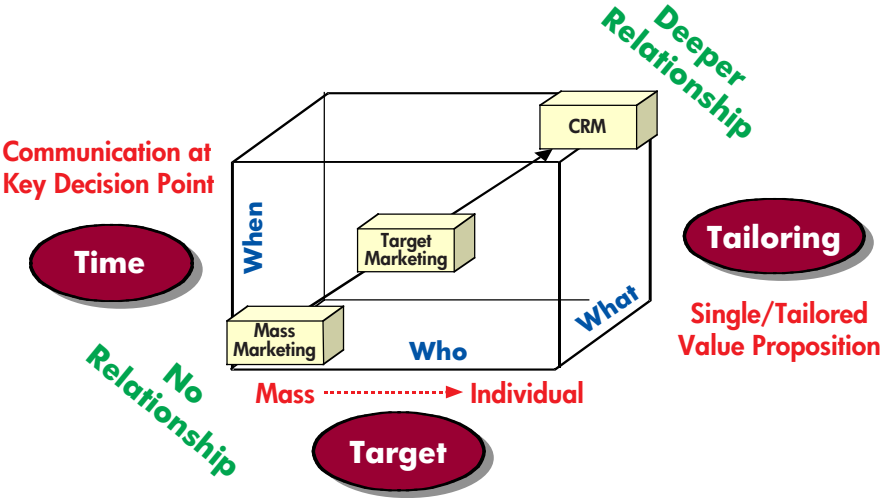 Deeper
Relationship
CRM
Communication at
Key Decision Point
When
Time
Target
Marketing
Tailoring
What
Single/Tailored
Value Proposition
Mass
Marketing
Who
No
Relationship
Mass
Individual
Target